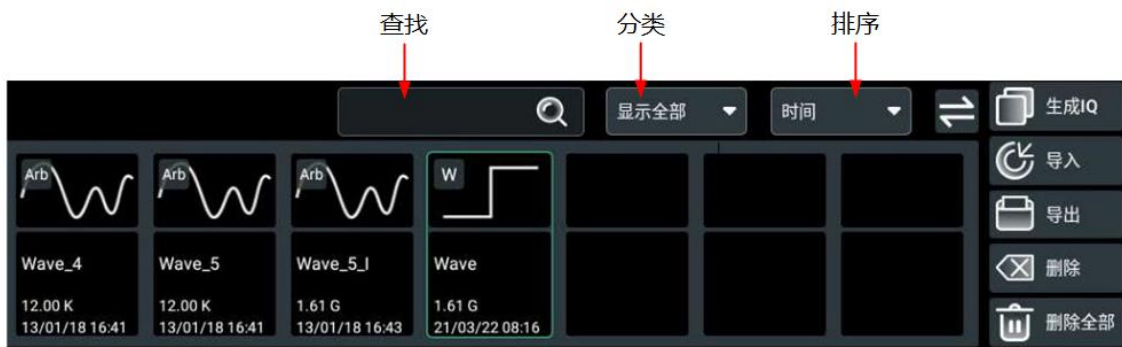 查找
分类
排序
显示全部
时间
生成IQ
导入
导出
删除
删除全部
Arb
Arb
Arb
W
Wave_4
Wave_5
Wave_5_I
Wave
12.00 K
12.00 K
1.61 G
1.61 G
13/01/18 16:41
13/01/18 16:41
13/01/18 16:43
21/03/22 08:16